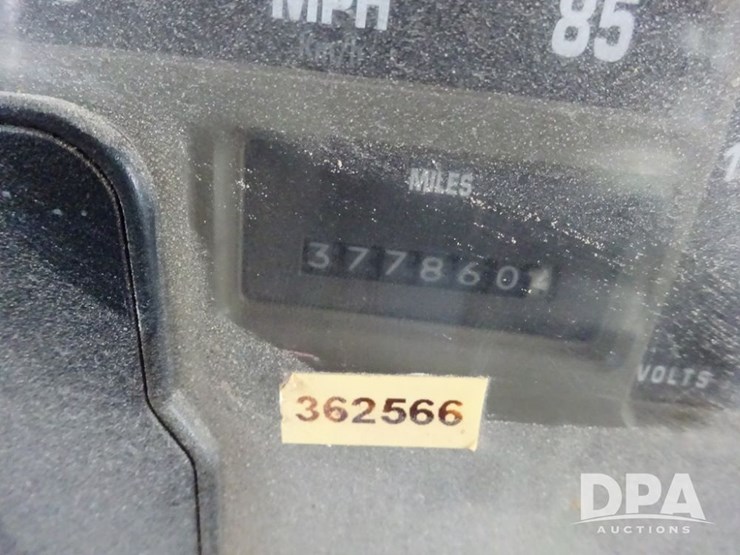 MPH
km/h
85
MILES
377860
VOLTS
362566
DPA
AUCTIONS